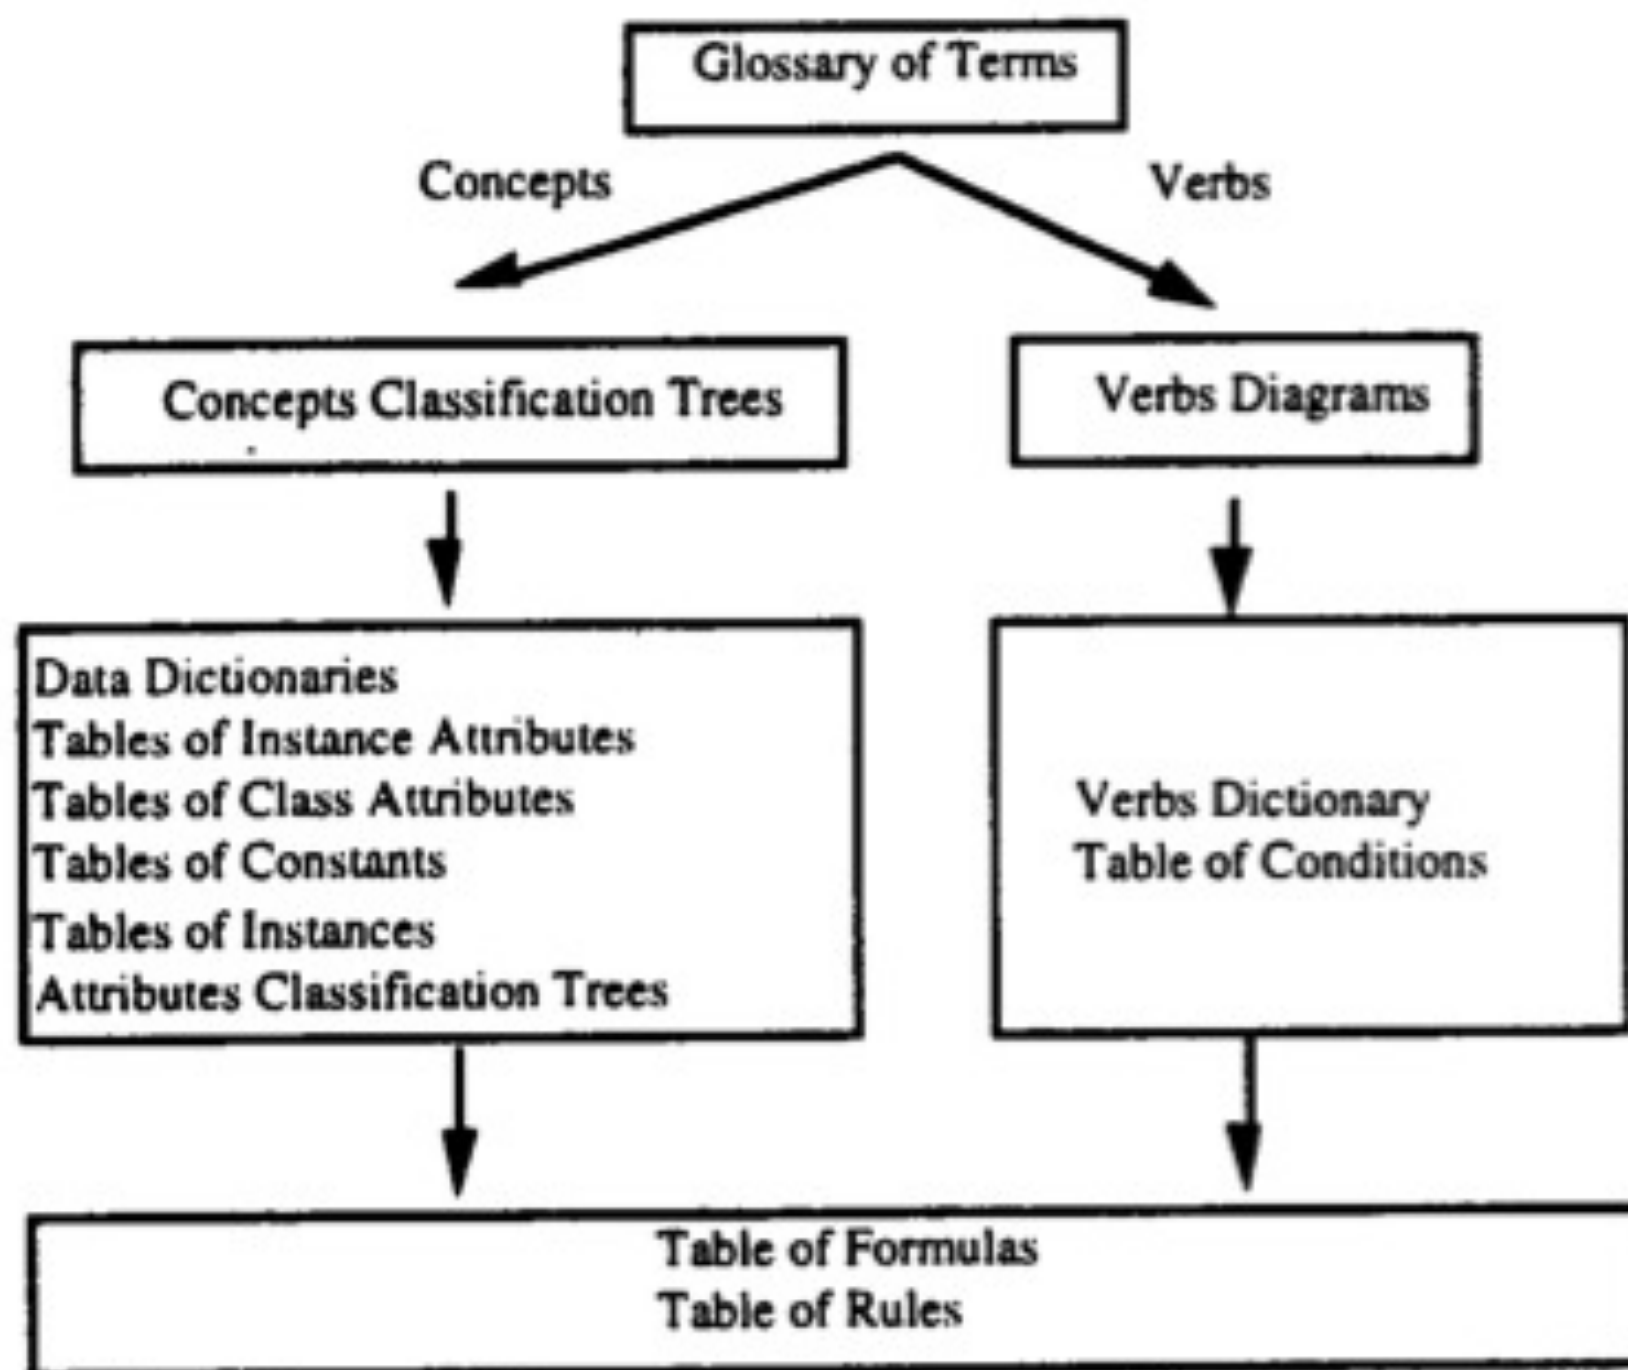 Glossary of Terms
Concepts
Verbs
Concepts Classification Trees
Verbs Diagrams
Data Dictionaries
Tables of Instance Attributes
Tables of Class Attributes
Tables of Constants
Tables of Instances
Attributes Classification Trees
Verbs Dictionary
Table of Conditions
Table of Formulas
Table of Rules